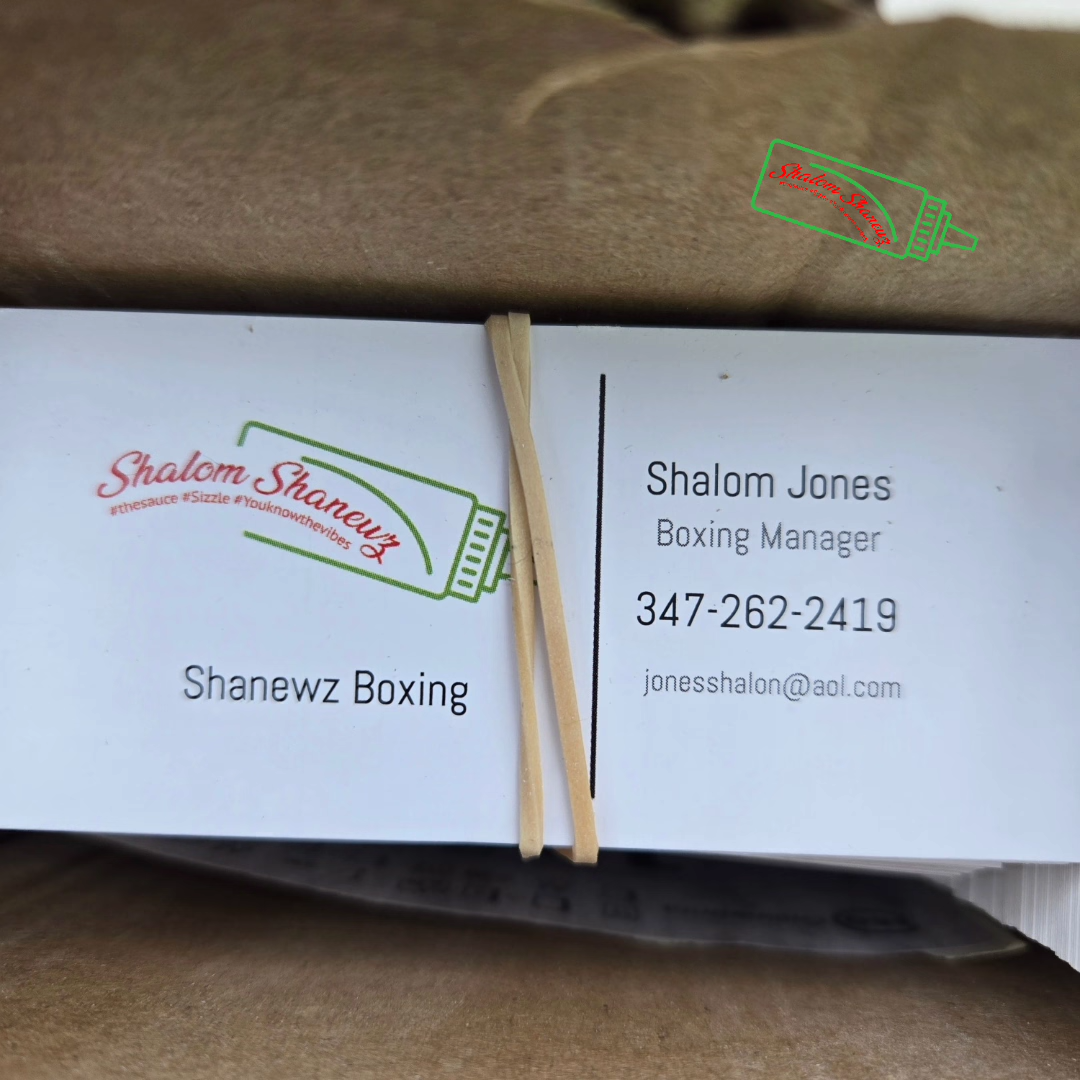 Shalom Shanewz
Shalom Shanewz
#thesauce #Sizzle #Youknowthevibes
Shanewz Boxing
Shalom Jones
Boxing Manager
347-262-2419
jonesshalon@aol.com